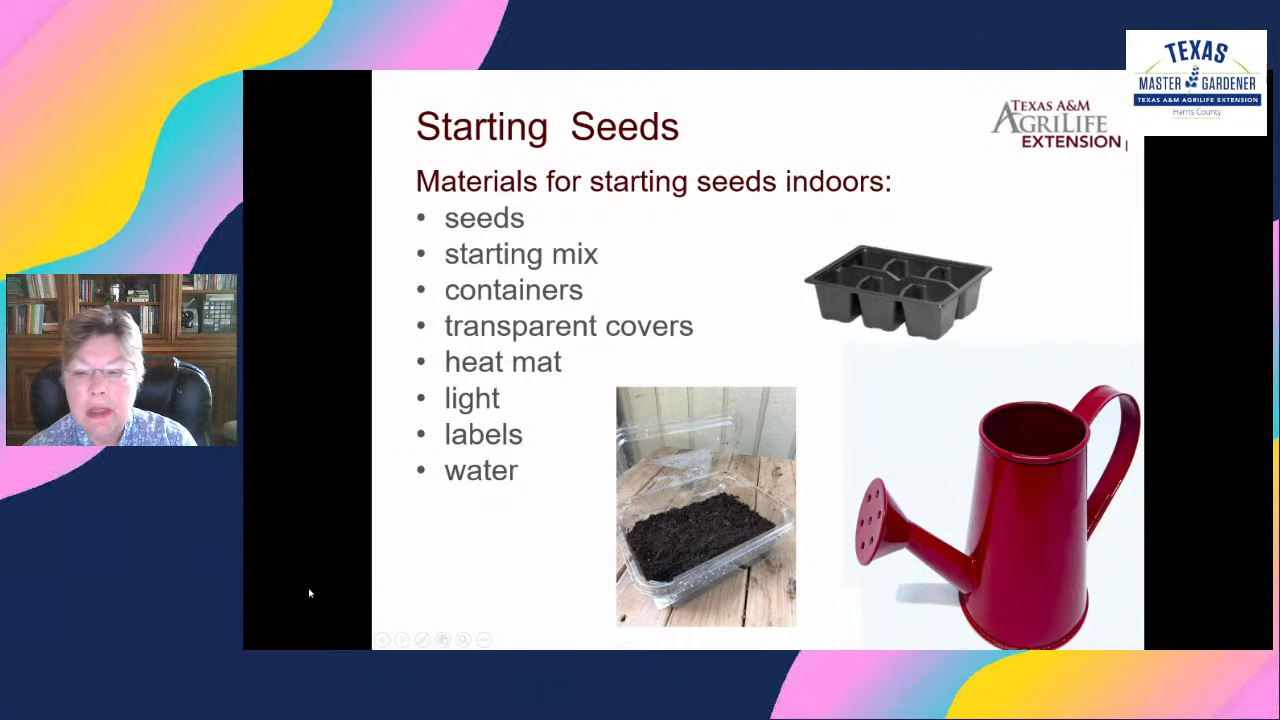 TEXAS
MASTER GARDENER
TEXAS A&M AGRILIFE EXTENSION
Harris County
Starting Seeds
TEXAS A&M
AGRILIFE
EXTENSION
Materials for starting seeds indoors:
• seeds
• starting mix
• containers
• transparent covers
• heat mat
• light
• labels
• water